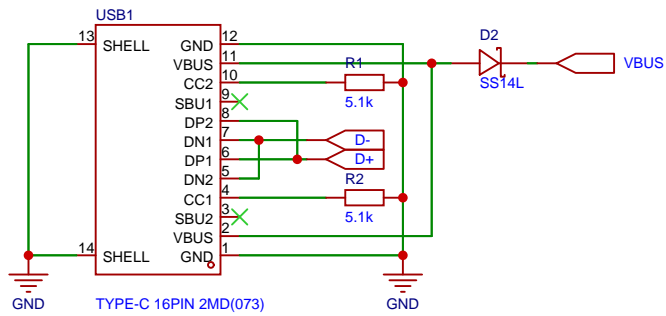 USB1
13
SHELL
14
SHELL
GND
12
VBUS
11
CC2
10
SBU1
9
DP2
8
DN1
7
DP1
6
DN2
5
CC1
4
SBU2
3
VBUS
2
GND
1
R1
5.1k
D-
D+
R2
5.1k
D2
SS14L
VBUS
GND
TYPE-C 16PIN 2MD(073)
GND